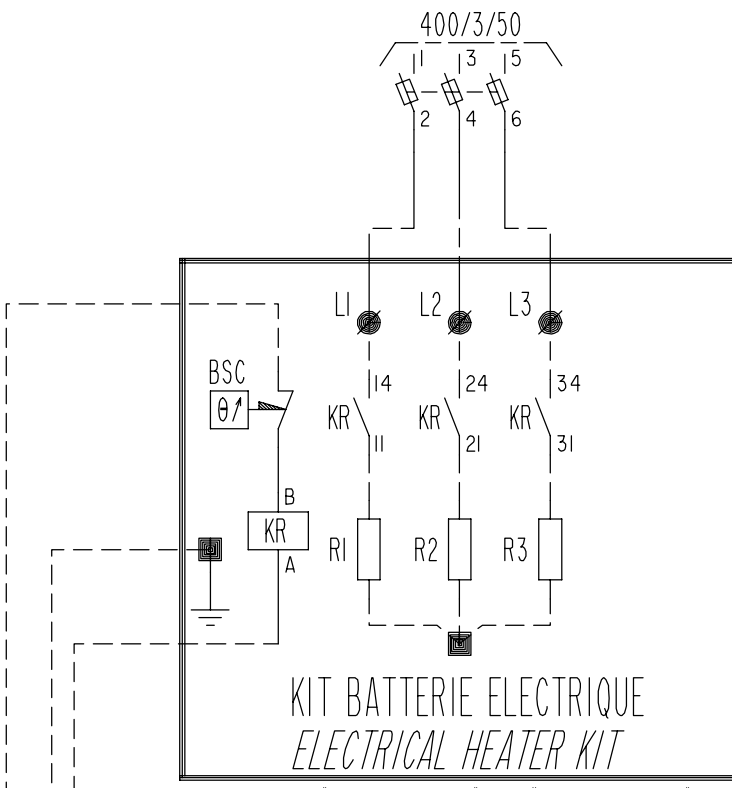 400/3/50
1 3 5
2 4 6
L1 L2 L3
BSC
θ
14 24 34
KR KR KR
11 21 31
B
KR
A
R1 R2 R3
KIT BATTERIE ELECTRIQUE
ELECTRICAL HEATER KIT